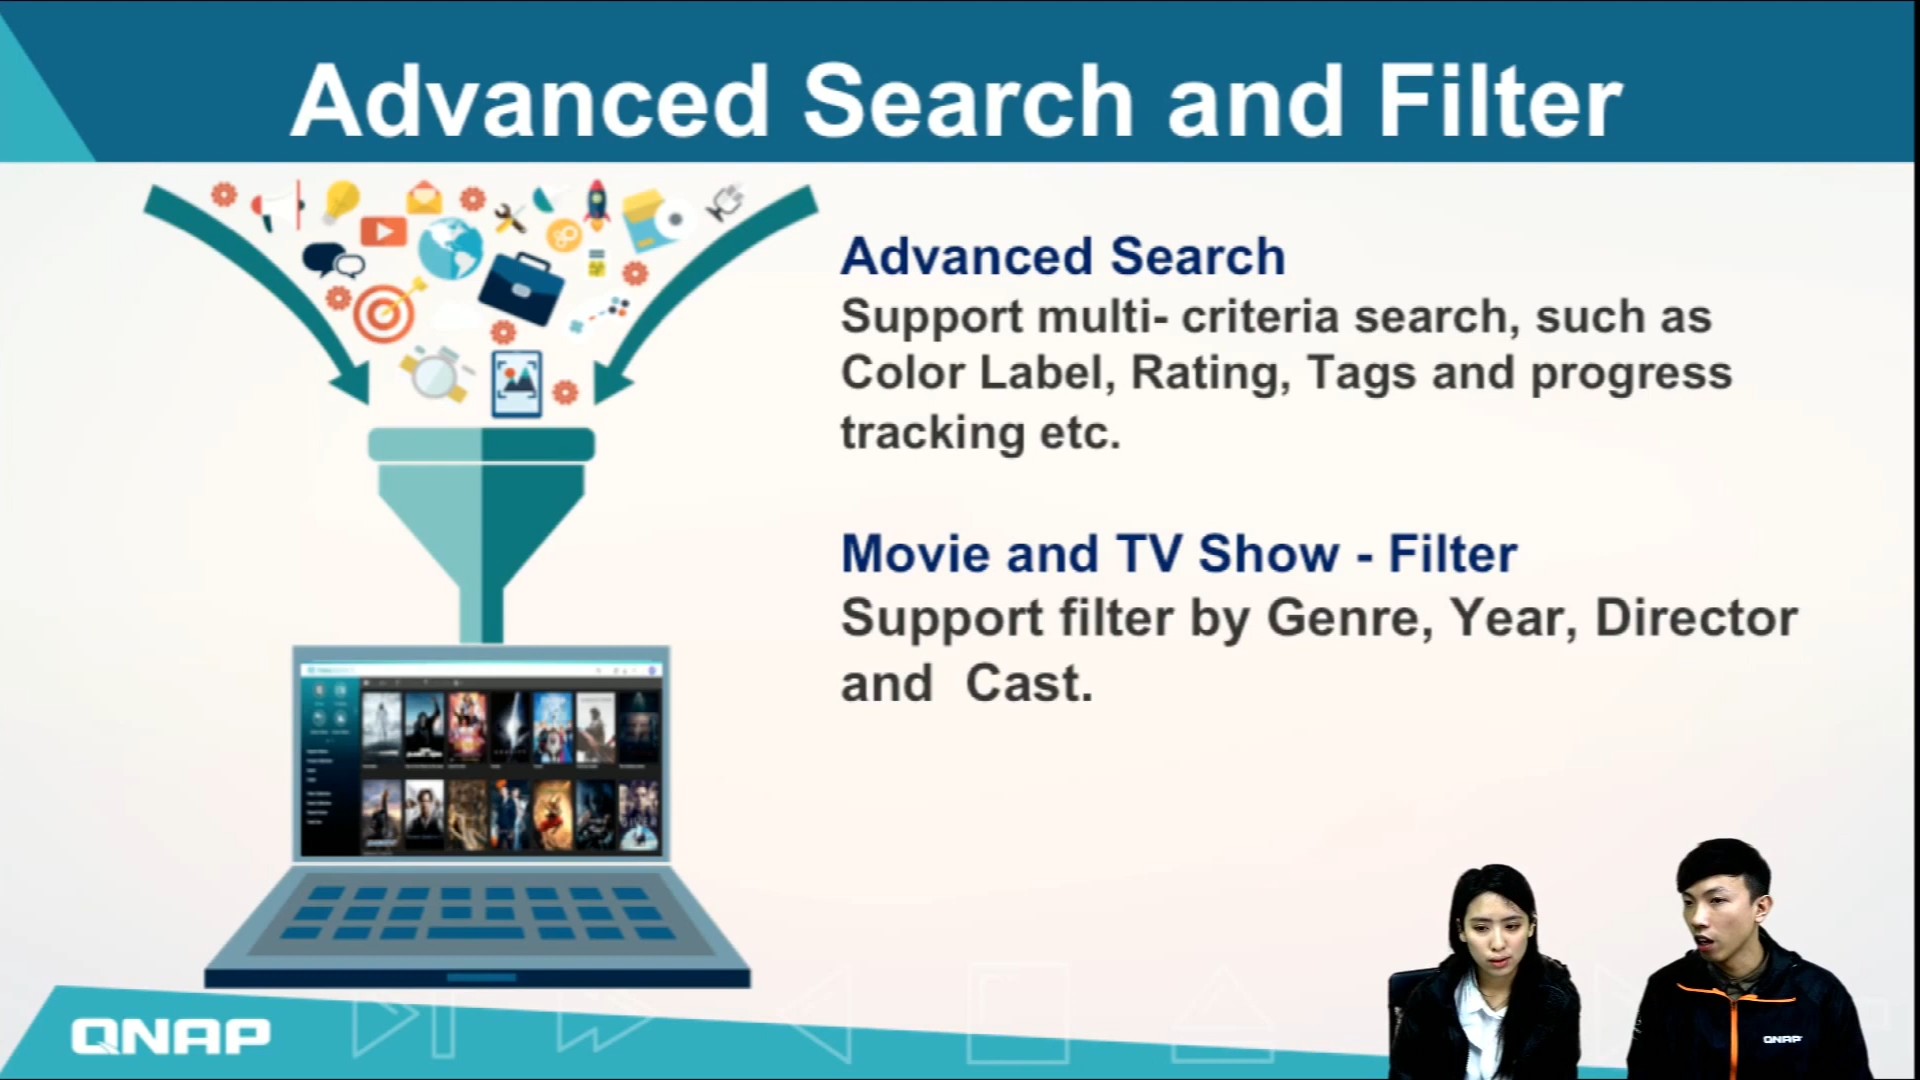 Advanced Search and Filter
Advanced Search
Support multi- criteria search, such as
Color Label, Rating, Tags and progress
tracking etc.
Movie and TV Show - Filter
Support filter by Genre, Year, Director
and Cast.
QNAP
QNAP